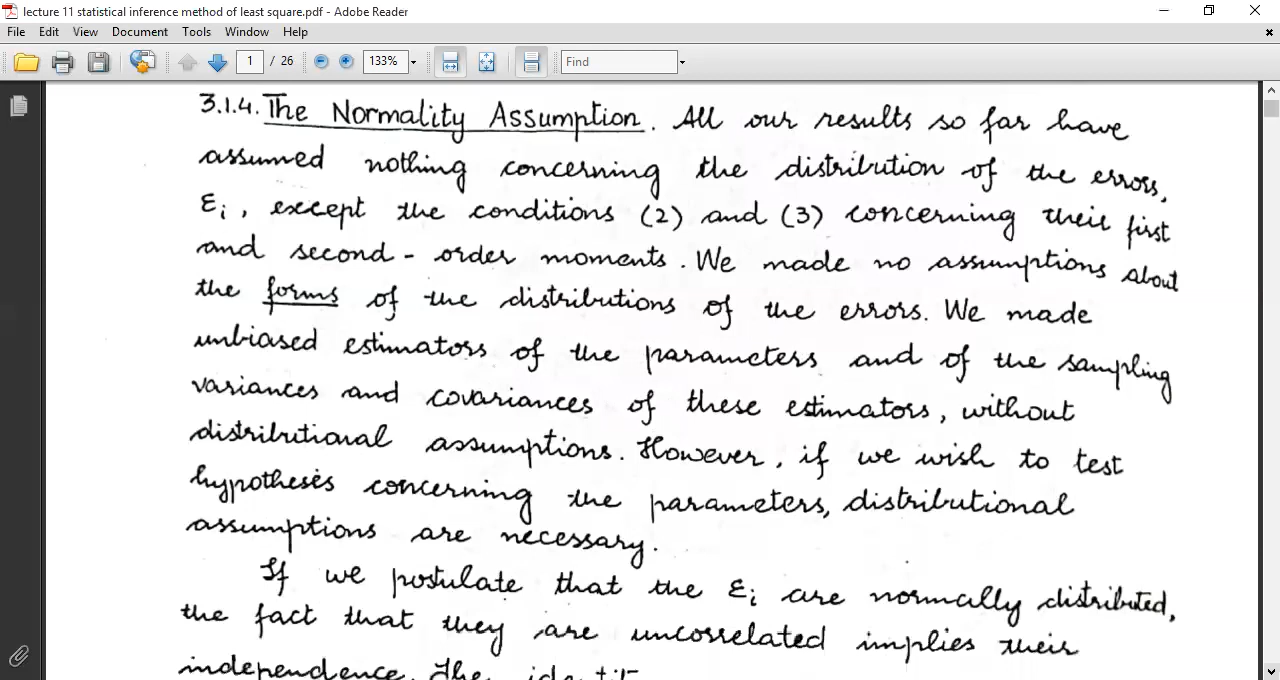 lecture 11 statistical inference method of least square.pdf - Adobe Reader
File Edit View Document Tools Window Help
1 / 26 133% Find
3.1.4. The Normality Assumption. All our results so far have
assumed nothing concerning the distribution of the errors,
εi, except the conditions (2) and (3) concerning their first
and second-order moments. We made no assumptions about
the forms of the distributions of the errors. We made
unbiased estimators of the parameters and of the sampling
variances and covariances of these estimators, without
distributional assumptions. However, if we wish to test
hypotheses concerning the parameters, distributional
assumptions are necessary.
If we postulate that the εi are normally distributed,
the fact that they are uncorrelated implies their
independence. The